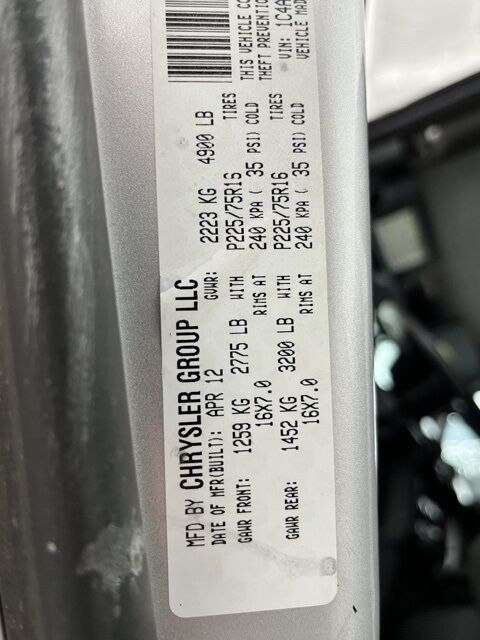 MFD BY CHRYSLER GROUP LLC
DATE OF MFR(BUILT): APR 12 GVWR: 2223 KG 4900 LB
GAWR FRONT: 1259 KG 2775 LB WITH P225/75R16 TIRES
16X7.0 RIMS AT 240 KPA ( 35 PSI) COLD
GAWR REAR: 1452 KG 3200 LB WITH P225/75R16 TIRES
16X7.0 RIMS AT 240 KPA ( 35 PSI) COLD
THIS VEHICLE
THEFT PREVENTION
VIN: 1C4A
VEHICLE MAD